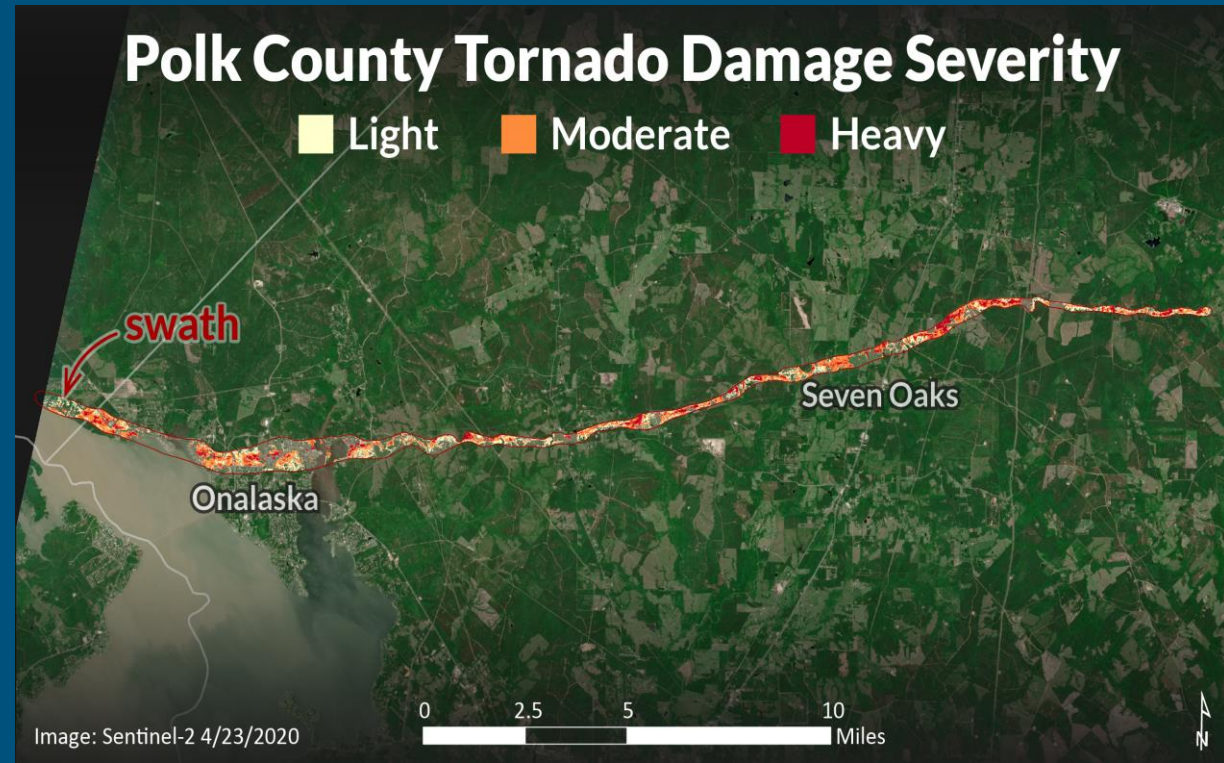 Polk County Tornado Damage Severity
Light Moderate Heavy
swath
Seven Oaks
Onalaska
0 2.5 5 10
Miles
Image: Sentinel-2 4/23/2020
N